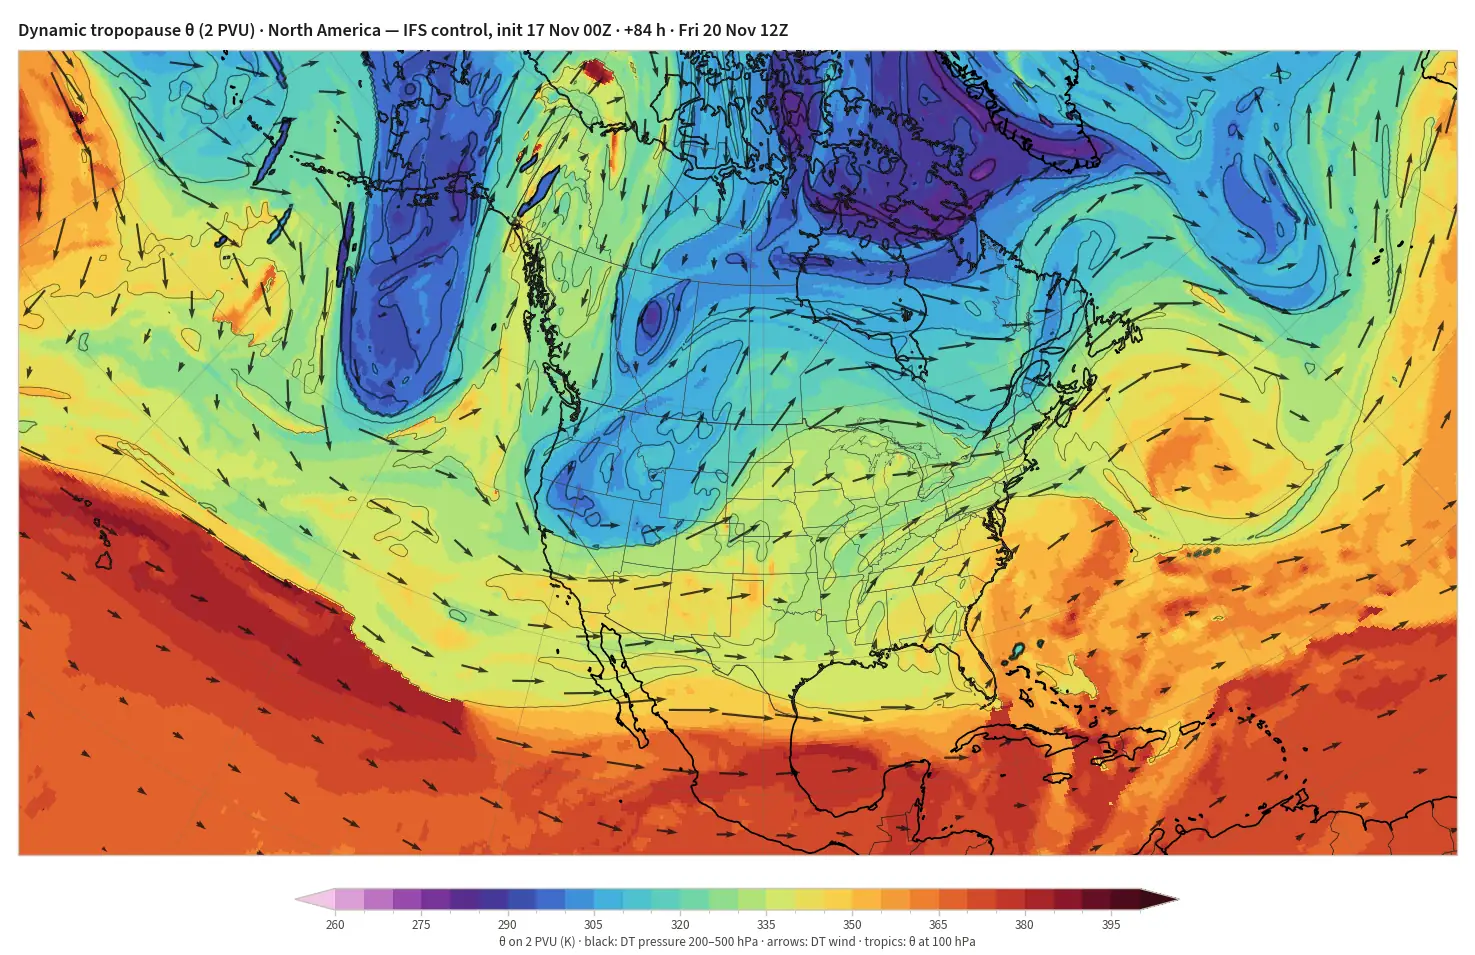 Dynamic tropopause θ (2 PVU) · North America — IFS control, init 17 Nov 00Z · +84 h · Fri 20 Nov 12Z
260 275 290 305 320 335 350 365 380 395
θ on 2 PVU (K) · black: DT pressure 200–500 hPa · arrows: DT wind · tropics: θ at 100 hPa